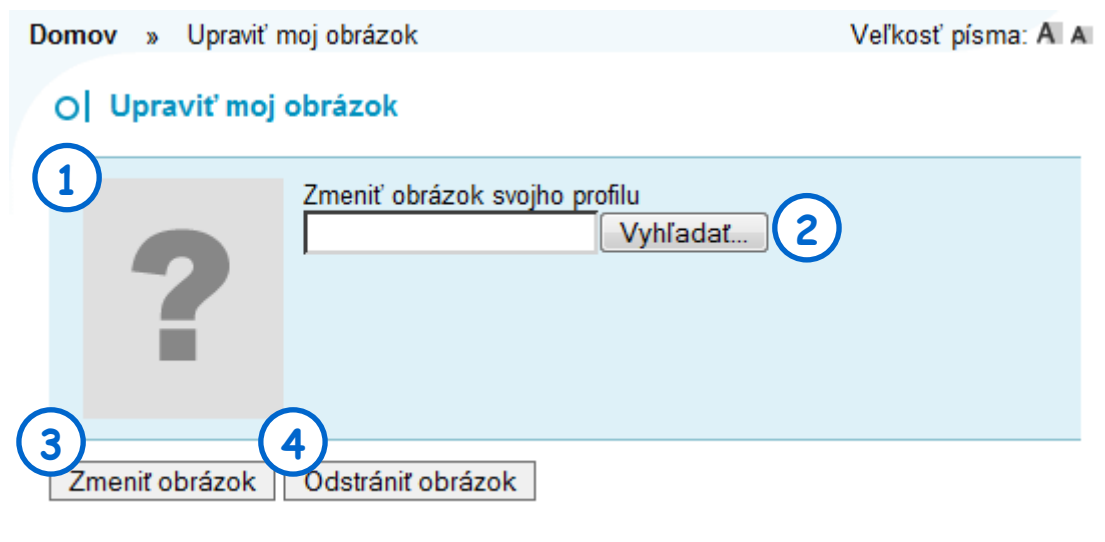 Domov » Upraviť moj obrázok Veľkosť písma: A A
Upraviť moj obrázok
1
Zmeniť obrázok svojho profilu
Vyhľadať... 2
?
3 4
Zmeniť obrázok Odstrániť obrázok